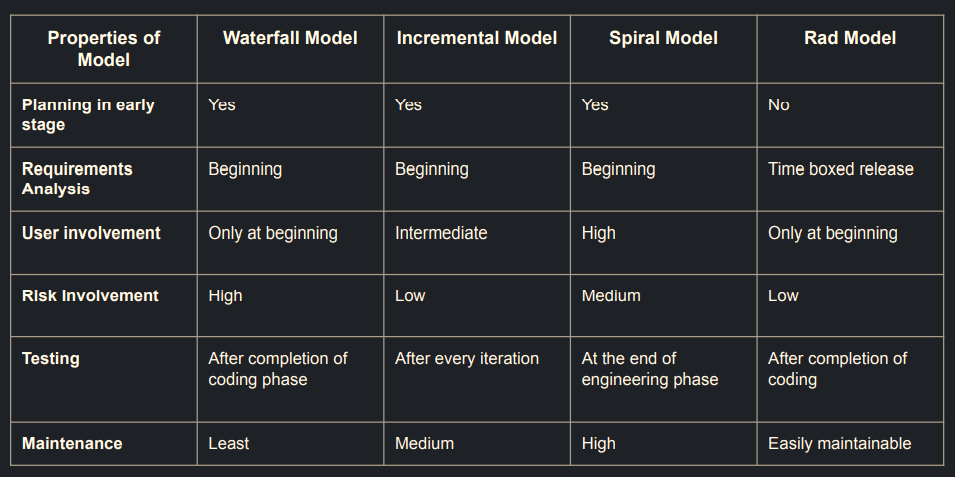 Properties of Model Waterfall Model Incremental Model Spiral Model Rad Model
Planning in early stage Yes Yes Yes No
Requirements Analysis Beginning Beginning Beginning Time boxed release
User involvement Only at beginning Intermediate High Only at beginning
Risk Involvement High Low Medium Low
Testing After completion of coding phase After every iteration At the end of engineering phase After completion of coding
Maintenance Least Medium High Easily maintainable